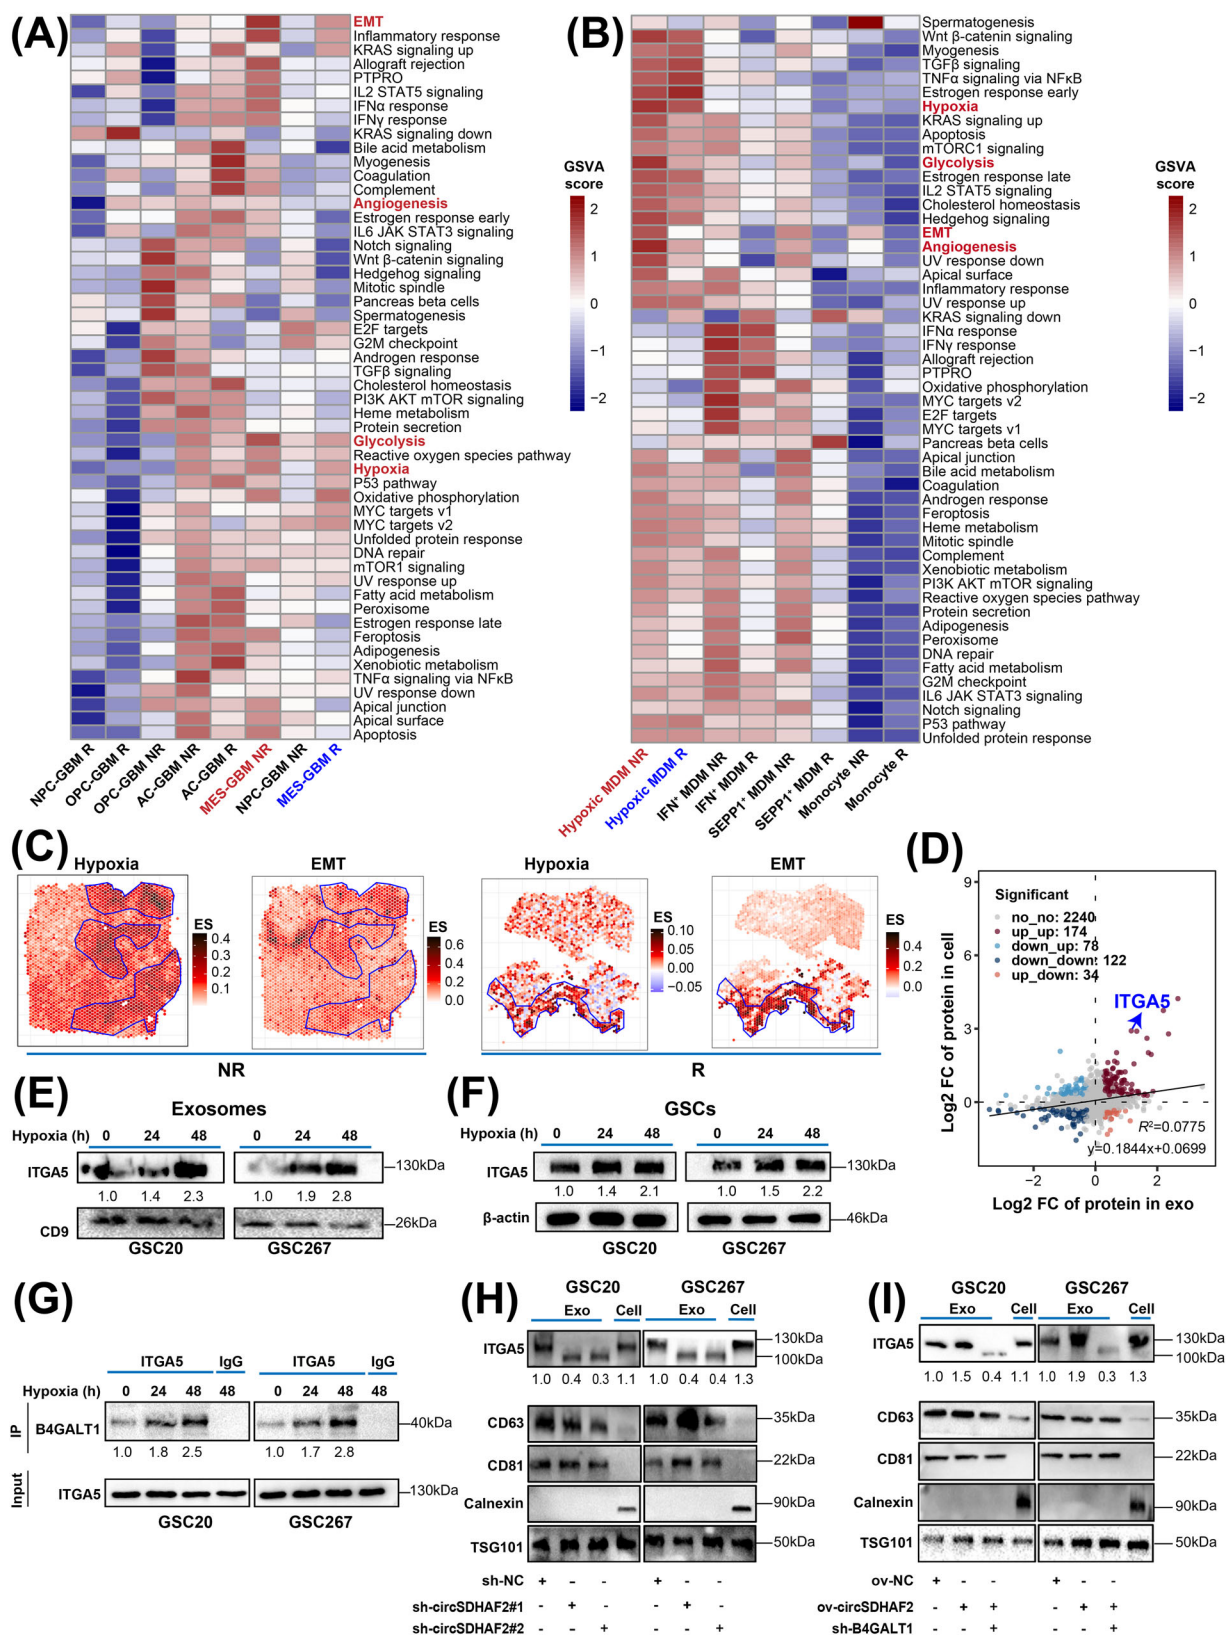 (A)
EMT
Inflammatory response
KRAS signaling up
Allograft rejection
PTPRO
IL2 STAT5 signaling
IFNα response
IFNγ response
KRAS signaling down
Bile acid metabolism
Myogenesis
Coagulation
Complement
Angiogenesis
Estrogen response early
IL6 JAK STAT3 signaling
Notch signaling
Wnt β-catenin signaling
Hedgehog signaling
Mitotic spindle
Pancreas beta cells
Spermatogenesis
E2F targets
G2M checkpoint
Androgen response
TGFβ signaling
Cholesterol homeostasis
PI3K AKT mTOR signaling
Heme metabolism
Protein secretion
Glycolysis
Reactive oxygen species pathway
Hypoxia
P53 pathway
Oxidative phosphorylation
MYC targets v1
MYC targets v2
Unfolded protein response
DNA repair
mTOR1 signaling
UV response up
Fatty acid metabolism
Peroxisome
Estrogen response late
Feroptosis
Adipogenesis
Xenobiotic metabolism
TNFα signaling via NFκB
UV response down
Apical junction
Apical surface
Apoptosis
NPC-GBM R
OPC-GBM R
OPC-GBM NR
AC-GBM NR
AC-GBM R
MES-GBM NR
NPC-GBM NR
MES-GBM R
GSVA
score
2
1
0
−1
−2
(B)
Spermatogenesis
Wnt β-catenin signaling
Myogenesis
TGFβ signaling
TNFα signaling via NFκB
Estrogen response early
Hypoxia
KRAS signaling up
Apoptosis
mTORC1 signaling
Glycolysis
Estrogen response late
IL2 STAT5 signaling
Cholesterol homeostasis
Hedgehog signaling
EMT
Angiogenesis
UV response down
Apical surface
Inflammatory response
UV response up
KRAS signaling down
IFNα response
IFNγ response
Allograft rejection
PTPRO
Oxidative phosphorylation
MYC targets v2
E2F targets
MYC targets v1
Pancreas beta cells
Apical junction
Bile acid metabolism
Coagulation
Androgen response
Feroptosis
Heme metabolism
Mitotic spindle
Complement
Xenobiotic metabolism
PI3K AKT mTOR signaling
Reactive oxygen species pathway
Protein secretion
Adipogenesis
Peroxisome
DNA repair
Fatty acid metabolism
G2M checkpoint
IL6 JAK STAT3 signaling
Notch signaling
P53 pathway
Unfolded protein response
Hypoxic MDM NR
Hypoxic MDM R
IFN⁺ MDM NR
IFN⁺ MDM R
SEPP1⁺ MDM NR
SEPP1⁺ MDM R
Monocyte NR
Monocyte R
GSVA
score
2
1
0
−1
−2
(C)
Hypoxia
EMT
Hypoxia
EMT
ES
0.4
0.3
0.2
0.1
ES
0.6
0.4
0.2
0.0
ES
0.10
0.05
0.00
−0.05
ES
0.4
0.2
0.0
NR
R
(D)
Log2 FC of protein in cell
9
6
3
0
Significant
no_no: 2240
up_up: 174
down_up: 78
down_down: 122
up_down: 34
ITGA5
R²=0.0775
y=0.1844x+0.0699
−2 0 2
Log2 FC of protein in exo
(E)
Exosomes
Hypoxia (h) 0 24 48 0 24 48
ITGA5 130kDa
1.0 1.4 2.3 1.0 1.9 2.8
CD9 26kDa
GSC20 GSC267
(F)
GSCs
Hypoxia (h) 0 24 48 0 24 48
ITGA5 130kDa
1.0 1.4 2.1 1.0 1.5 2.2
β-actin 46kDa
GSC20 GSC267
(G)
ITGA5 IgG ITGA5 IgG
Hypoxia (h) 0 24 48 48 0 24 48 48
IP
B4GALT1 40kDa
1.0 1.8 2.5 1.0 1.7 2.8
Input
ITGA5 130kDa
GSC20 GSC267
(H)
GSC20 GSC267
Exo Cell Exo Cell
ITGA5 130kDa
100kDa
1.0 0.4 0.3 1.1 1.0 0.4 0.4 1.3
CD63 35kDa
CD81 22kDa
Calnexin 90kDa
TSG101 50kDa
sh-NC + - - + - -
sh-circSDHAF2#1 - + - - + -
sh-circSDHAF2#2 - - + - - +
(I)
GSC20 GSC267
Exo Cell Exo Cell
ITGA5 130kDa
100kDa
1.0 1.5 0.4 1.1 1.0 1.9 0.3 1.3
CD63 35kDa
CD81 22kDa
Calnexin 90kDa
TSG101 50kDa
ov-NC + - - + - -
ov-circSDHAF2 - + + - + +
sh-B4GALT1 - - + - - +